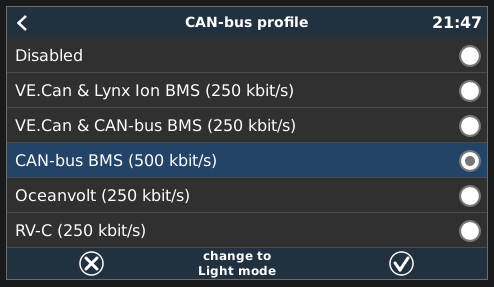 CAN-bus profile
21:47
Disabled
VE.Can & Lynx Ion BMS (250 kbit/s)
VE.Can & CAN-bus BMS (250 kbit/s)
CAN-bus BMS (500 kbit/s)
Oceanvolt (250 kbit/s)
RV-C (250 kbit/s)
change to
Light mode